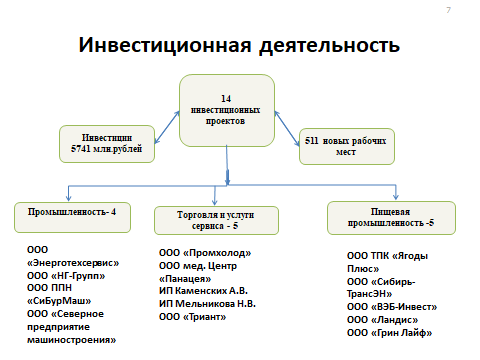 7
Инвестиционная деятельность
14
инвестиционных
проектов
Инвестиции
5741 млн.рублей
511 новых рабочих
мест
Промышленность- 4
Торговля и услуги
сервиса - 5
Пищевая
промышленность -5
ООО
«Энерготехсервис»
ООО «НГ-Групп»
ООО ППН
«СиБурМаш»
ООО «Северное
предприятие
машиностроения»
ООО «Промхолод»
ООО мед. Центр
«Панацея»
ИП Каменских А.В.
ИП Мельникова Н.В.
ООО «Триант»
ООО ТПК «Ягоды
Плюс»
ООО «Сибирь-
ТрансЭН»
ООО «ВЭБ-Инвест»
ООО «Ландис»
ООО «Грин Лайф»